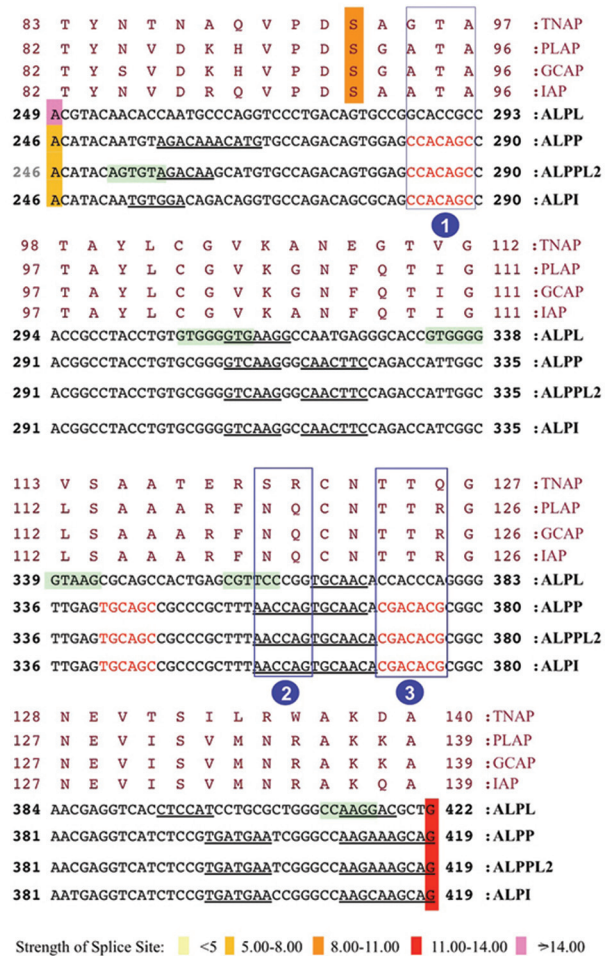 83 T Y N T N A Q V P D S A G T A 97 :TNAP
82 T Y N V D K H V P D S A A T A 96 :PLAP
82 T Y S V D K H V P D S A A T A 96 :GCAP
82 T Y N V D R Q V P D S A A T A 96 :IAP
249 ACGTACAACACCAATGCCCAGGTCCCTGACAGTGCCGGCACCGCC 293 :ALPL
246 ACATACAATGTAGACAAACATGTGCCAGACAGTGGAGCCACAGCC 290 :ALPP
246 ACATACAGTGTAGACAAGCATGTGCCAGACAGTGGAGCCACAGCC 290 :ALPPL2
246 ACATACAATGTGGACAGACAGGTGCCAGACAGCGCAGCCACAGCC 290 :ALPI
1
98 T A Y L C G V K A N E G T V G 112 :TNAP
97 T A Y L C G V K G N F Q T I G 111 :PLAP
97 T A Y L C G V K G N F Q T I G 111 :GCAP
97 T A Y L C G V K G N F Q T I G 111 :IAP
294 ACCGCCTACCTGTGTGGGGTGAAGGCCAATGAGGGCACCGTGGGG 338 :ALPL
291 ACGGCCTACCTGTGCGGGGTCAAGGGCAACTTCCAGACCATTGGC 335 :ALPP
291 ACGGCCTACCTGTGCGGGGTCAAGGGCAACTTCCAGACCATTGGC 335 :ALPPL2
291 ACGGCCTACCTGTGCGGGGTCAAGGGCAACTTCCAGACCATCGGC 335 :ALPI
113 V S A A T E R S R C N T T Q G 127 :TNAP
112 L S A A A R F N Q C N T T R G 126 :PLAP
112 L S A A A R F N Q C N T T R G 126 :GCAP
112 L S A A A R F N Q C N T T R G 126 :IAP
339 GTAAGCGCAGCCACTGAGCGTTCCCGGTGCAACACCACCCAGGGG 383 :ALPL
336 TTGAGTGCAGCCGCCCGCTTTAACCAGTGCAACACGACACGCGGC 380 :ALPP
336 TTGAGTGCAGCCGCCCGCTTTAACCAGTGCAACACGACACGCGGC 380 :ALPPL2
336 TTGAGTGCAGCCGCCCGCTTTAACCAGTGCAACACGACACGCGGC 380 :ALPI
2 3
128 N E V T S I L R W A K D A 140 :TNAP
127 N E V I S V M N R A K K A 139 :PLAP
127 N E V I S V M N R A K K A 139 :GCAP
127 N E V I S V M N R A K Q A 139 :IAP
384 AACGAGGTCACCTCCATCCTGCGCTGGGCCAAGGACGCTG 422 :ALPL
381 AACGAGGTCATCTCCGTGATGAATCGGGCCAAGAAAGCAG 419 :ALPP
381 AACGAGGTCATCTCCGTGATGAATCGGGCCAAGAAAGCAG 419 :ALPPL2
381 AATGAGGTCATCTCCGTGATGAACCGGGCCAAGCAAGCAG 419 :ALPI
Strength of Splice Site: <5 5.00-8.00 8.00-11.00 11.00-14.00 >14.00